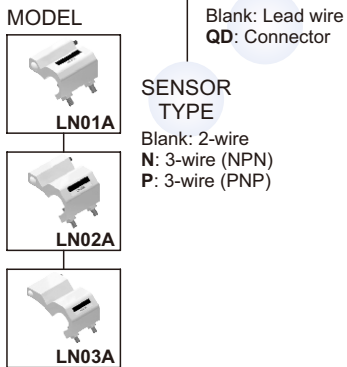 MODEL
LN01A
LN02A
LN03A
Blank: Lead wire
QD: Connector
SENSOR
TYPE
Blank: 2-wire
N: 3-wire (NPN)
P: 3-wire (PNP)